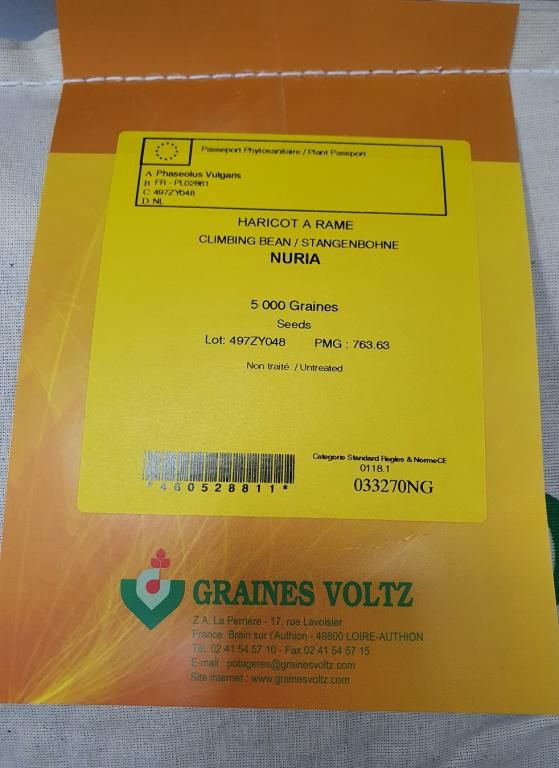 Passeport Phytosanitaire / Plant Passport
A Phaseolus Vulgaris
B FR - PL02861
C 497ZY048
D NL
HARICOT A RAME
CLIMBING BEAN / STANGENBOHNE
NURIA
5 000 Graines
Seeds
Lot: 497ZY048 PMG : 763.63
Non traité / Untreated
Categorie Standard Regles & NormeCE
0118.1
*460528811*
033270NG
GRAINES VOLTZ
Z.A. La Perrière - 17, rue Lavoisier
France. Brain sur l'Authion - 49800 LOIRE-AUTHION
Tél. 02 41 54 57 10 - Fax 02 41 54 57 15
E-mail : potageres@grainesvoltz.com
Site internet : www.grainesvoltz.com